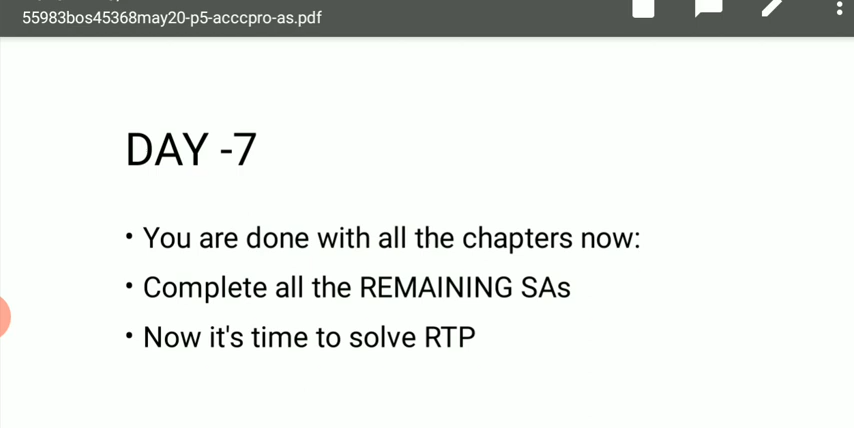 55983bos45368may20-p5-acccpro-as.pdf
DAY -7
• You are done with all the chapters now:
• Complete all the REMAINING SAs
• Now it's time to solve RTP